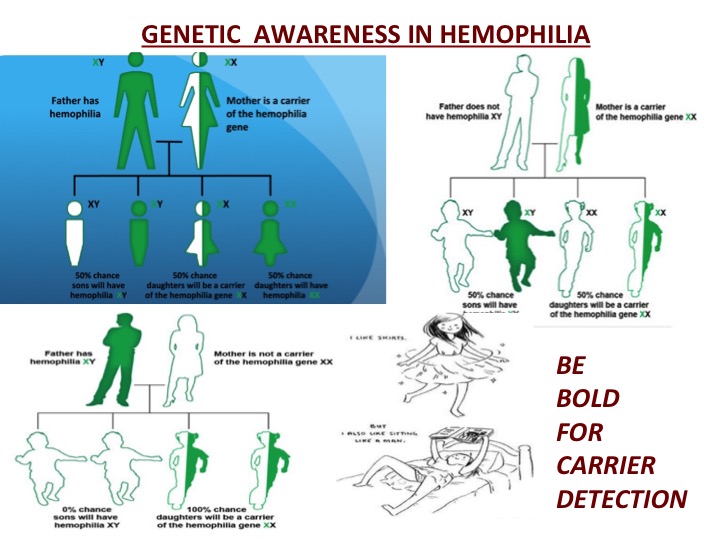 GENETIC  AWARENESS IN HEMOPHILIA
XY
XX
Father has
hemophilia
Mother is a carrier
of the hemophilia
gene
XY
XY
XX
XX
50% chance
sons will have
hemophilia XY
50% chance
daughters will be a carrier
of the hemophilia gene XX
50% chance
daughters will have
hemophilia XX
Father does not
have hemophilia XY
Mother is a carrier
of the hemophilia gene XX
XY
XY
XX
XX
50% chance
sons will have
50% chance
daughters will be a carrier
of the hemophilia gene XX
Father has
hemophilia XY
Mother is not a carrier
of the hemophilia gene XX
0% chance
sons will have
hemophilia XY
100% chance
daughters will be a carrier
of the hemophilia gene XX
I LIKE SKIRTS.
BUT
I ALSO LIKE SITTING
LIKE A MAN.
BE
BOLD
FOR
CARRIER
DETECTION